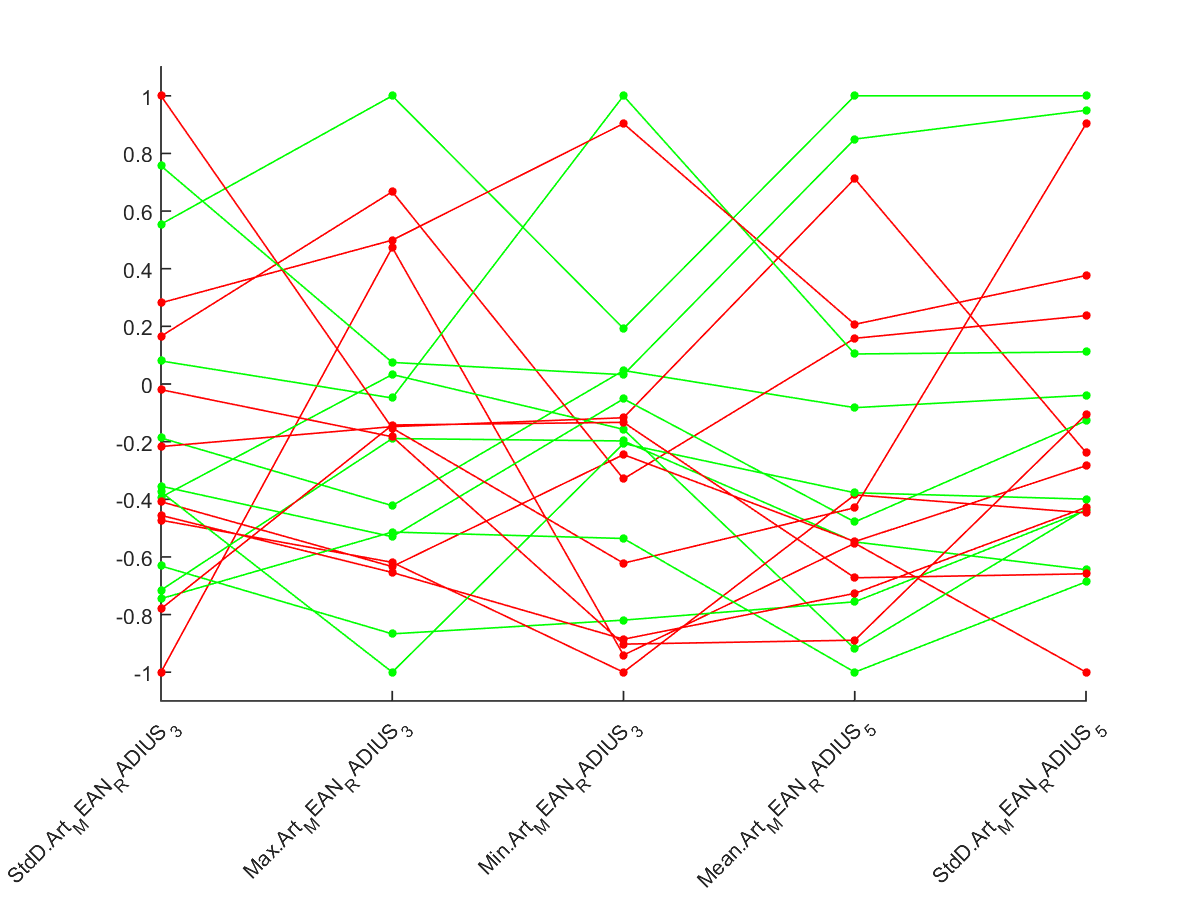 1
0.8
0.6
0.4
0.2
0
-0.2
-0.4
-0.6
-0.8
-1
StdD.Art_MEAN_RADIUS_3
Max.Art_MEAN_RADIUS_3
Min.Art_MEAN_RADIUS_3
Mean.Art_MEAN_RADIUS_5
StdD.Art_MEAN_RADIUS_5